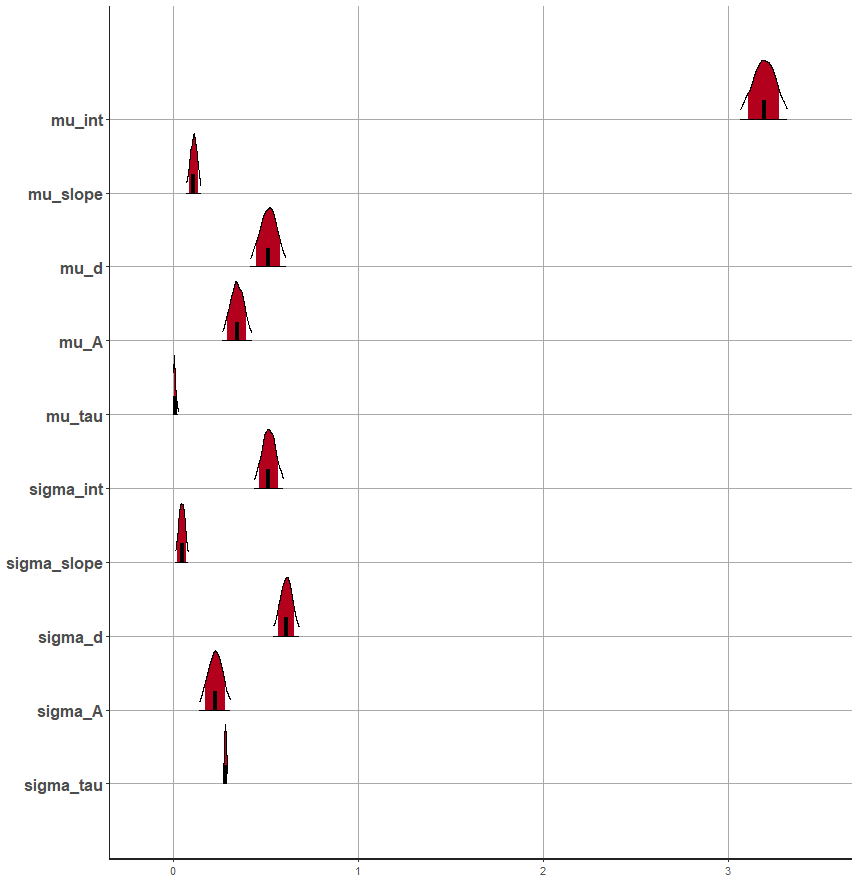 mu_int
mu_slope
mu_d
mu_A
mu_tau
sigma_int
sigma_slope
sigma_d
sigma_A
sigma_tau
0 1 2 3